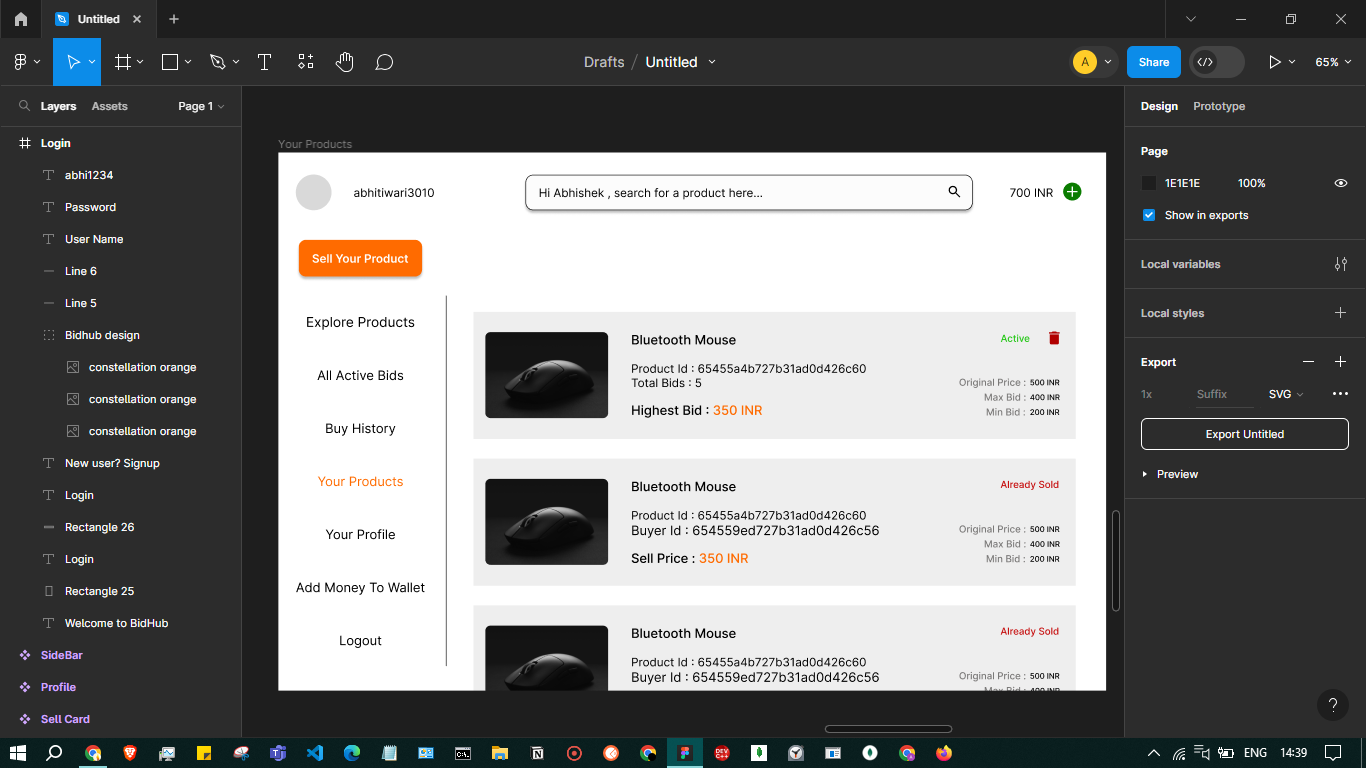 Untitled
Drafts / Untitled
A
Share
65%
Layers
Assets
Page 1
Design
Prototype
Login
abhi1234
Password
User Name
Line 6
Line 5
Bidhub design
constellation orange
constellation orange
constellation orange
New user? Signup
Login
Rectangle 26
Login
Rectangle 25
Welcome to BidHub
SideBar
Profile
Sell Card
Your Products
abhitiwari3010
Hi Abhishek , search for a product here...
700 INR
Sell Your Product
Explore Products
All Active Bids
Buy History
Your Products
Your Profile
Add Money To Wallet
Logout
Bluetooth Mouse
Active
Product Id : 65455a4b727b31ad0d426c60
Total Bids : 5
Highest Bid : 350 INR
Original Price : 500 INR
Max Bid : 400 INR
Min Bid : 200 INR
Bluetooth Mouse
Already Sold
Product Id : 65455a4b727b31ad0d426c60
Buyer Id : 654559ed727b31ad0d426c56
Sell Price : 350 INR
Original Price : 500 INR
Max Bid : 400 INR
Min Bid : 200 INR
Bluetooth Mouse
Already Sold
Product Id : 65455a4b727b31ad0d426c60
Buyer Id : 654559ed727b31ad0d426c56
Original Price : 500 INR
Max Bid : 400 INR
Page
1E1E1E
100%
Show in exports
Local variables
Local styles
Export
1x
Suffix
SVG
Export Untitled
Preview
?
DEV C++
ENG
14:39